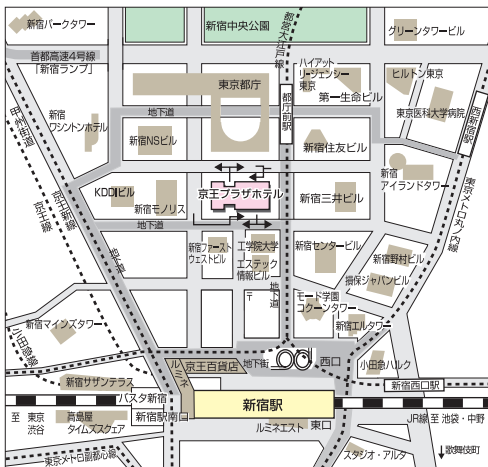 新宿パークタワー
新宿中央公園
都営大江戸線
グリーンタワービル
首都高速4号線
「新宿ランプ」
ハイアット
リージェンシー
東京
ヒルトン東京
東京都庁
第一生命ビル
都庁前駅
東京医科大学病院
西新宿駅
甲州街道
新宿
ワシントンホテル
地下道
新宿NSビル
新宿住友ビル
京王新線
京王線
KDDIビル
京王プラザホテル
新宿
アイランドタワー
新宿モノリス
新宿三井ビル
東京メトロ丸ノ内線
地下道
地下道
新宿ファースト
ウェストビル
工学院大学
エステック
情報ビル
新宿センタービル
新宿野村ビル
損保ジャパンビル
〒
地下道
モード学園
コクーンタワー
新宿マインズタワー
新宿エルタワー
小田急線
ルミネ
京王百貨店
地下街
西口
小田急ハルク
新宿サザンテラス
新宿西口駅
バスタ新宿
新宿駅
至 東京
渋谷
高島屋
タイムズスクエア
新宿駅南口
JR線 至 池袋・中野
ルミネエスト
東口
東京メトロ副都心線
スタジオ・アルタ
↓歌舞伎町